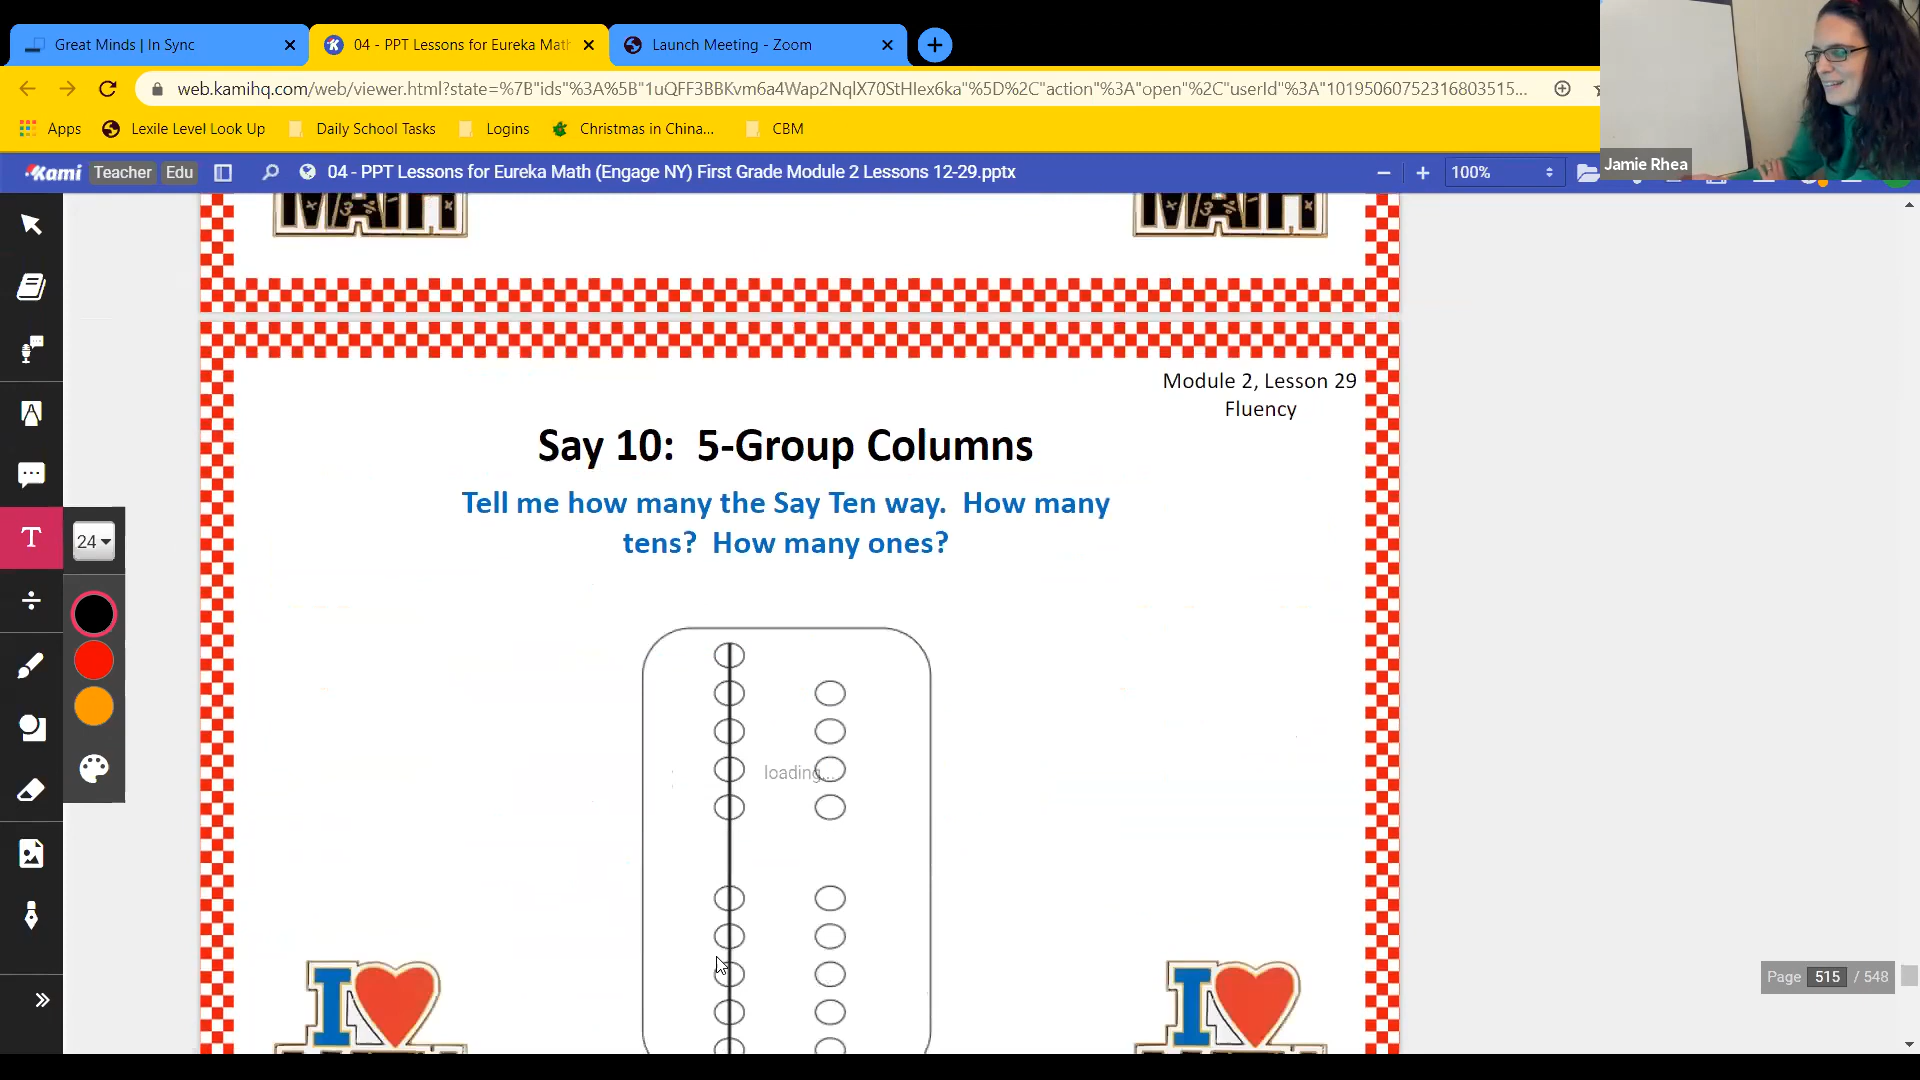 Great Minds | In Sync
04 - PPT Lessons for Eureka Math
Launch Meeting - Zoom
web.kamihq.com/web/viewer.html?state=%7B"ids"%3A%5B"1uQFF3BBKvm6a4Wap2NqlX70StHIex6ka"%5D%2C"action"%3A"open"%2C"userId"%3A"10195060752316803515...
Apps
Lexile Level Look Up
Daily School Tasks
Logins
Christmas in China...
CBM
Jamie Rhea
Kami
Teacher
Edu
04 - PPT Lessons for Eureka Math (Engage NY) First Grade Module 2 Lessons 12-29.pptx
100%
MATH
MATH
Module 2, Lesson 29
Fluency
Say 10:  5-Group Columns
Tell me how many the Say Ten way.  How many
tens?  How many ones?
T
24
loading...
I
I
Page 515 / 548